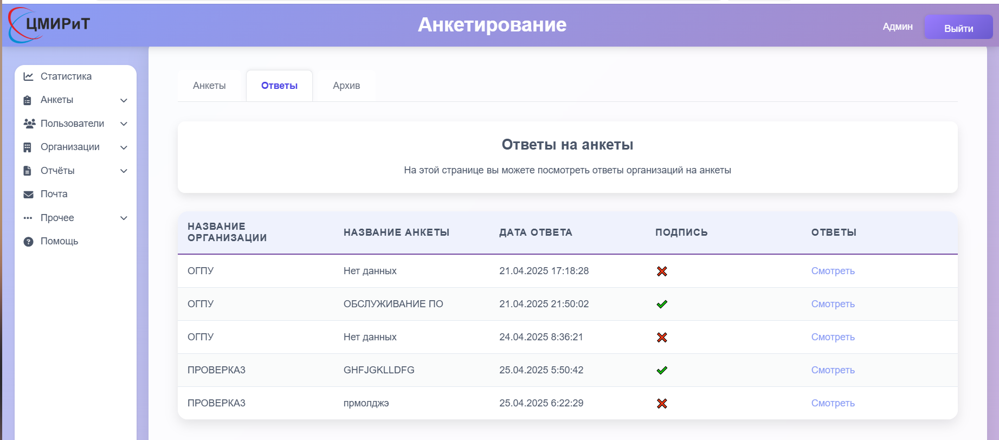 ЦМИРиТ
Анкетирование
Админ
Выйти
Статистика
Анкеты
Пользователи
Организации
Отчёты
Почта
Прочее
Помощь
Анкеты
Ответы
Архив
Ответы на анкеты
На этой странице вы можете посмотреть ответы организаций на анкеты
НАЗВАНИЕ
ОРГАНИЗАЦИИ
НАЗВАНИЕ АНКЕТЫ
ДАТА ОТВЕТА
ПОДПИСЬ
ОТВЕТЫ
ОГПУ Нет данных 21.04.2025 17:18:28 Смотреть
ОГПУ ОБСЛУЖИВАНИЕ ПО 21.04.2025 21:50:02 Смотреть
ОГПУ Нет данных 24.04.2025 8:36:21 Смотреть
ПРОВЕРКА3 GHFJGKLLDFG 25.04.2025 5:50:42 Смотреть
ПРОВЕРКА3 прмолджэ 25.04.2025 6:22:29 Смотреть